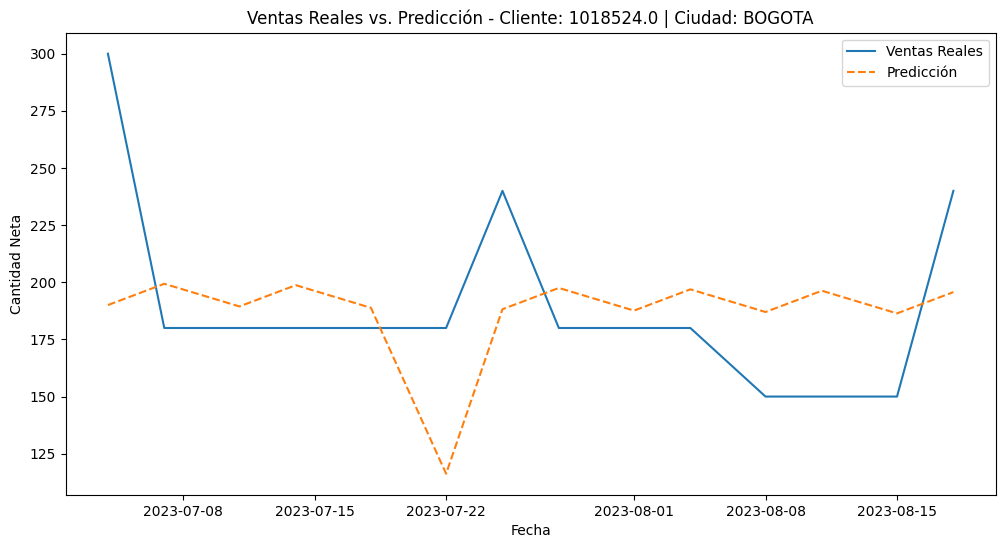 Ventas Reales vs. Predicción - Cliente: 1018524.0 | Ciudad: BOGOTA
Ventas Reales
Predicción
Cantidad Neta
300
275
250
225
200
175
150
125
2023-07-08
2023-07-15
2023-07-22
2023-08-01
2023-08-08
2023-08-15
Fecha